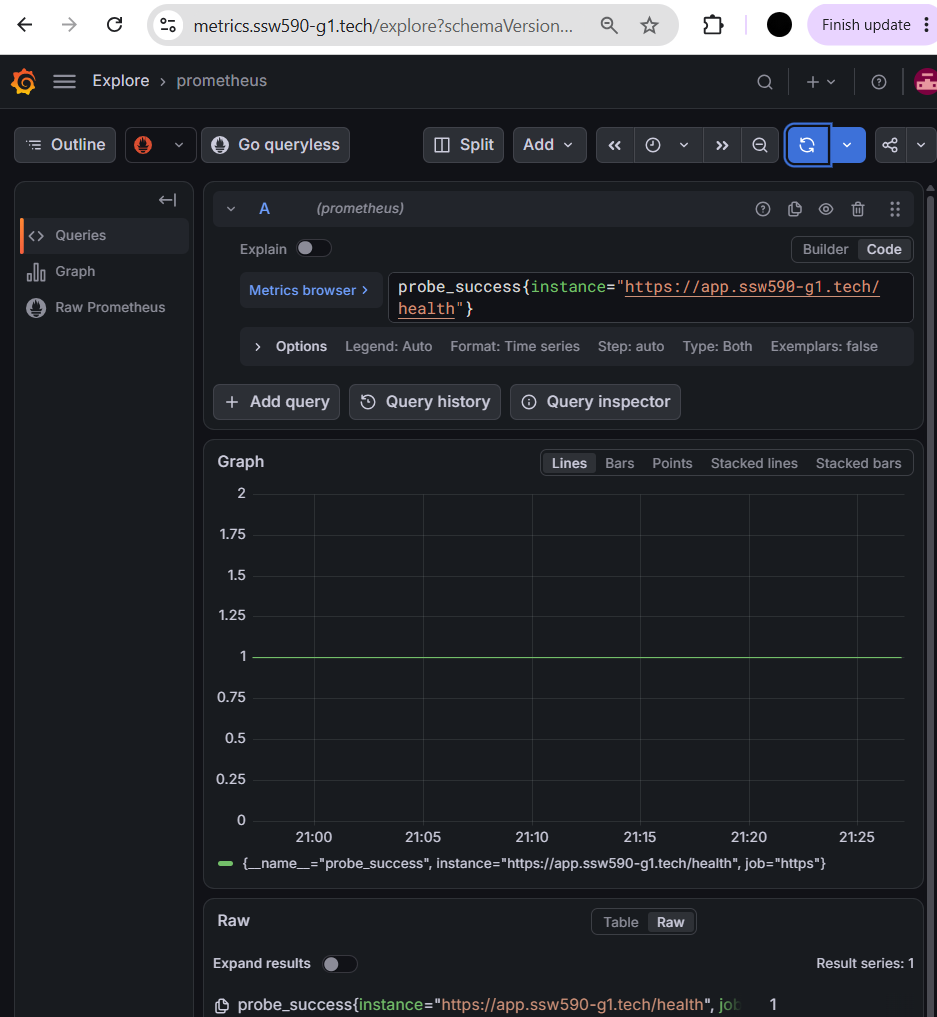 metrics.ssw590-g1.tech/explore?schemaVersion...
Finish update
Explore › prometheus
Outline
Go queryless
Split
Add
Queries
Graph
Raw Prometheus
A (prometheus)
Explain
Builder Code
Metrics browser >
probe_success{instance="https://app.ssw590-g1.tech/
health"}
Options Legend: Auto Format: Time series Step: auto Type: Both Exemplars: false
+ Add query
Query history
Query inspector
Graph
Lines Bars Points Stacked lines Stacked bars
2
1.75
1.5
1.25
1
0.75
0.5
0.25
0
21:00 21:05 21:10 21:15 21:20 21:25
{__name__="probe_success", instance="https://app.ssw590-g1.tech/health", job="https"}
Raw
Table Raw
Expand results
Result series: 1
probe_success{instance="https://app.ssw590-g1.tech/health", job 1